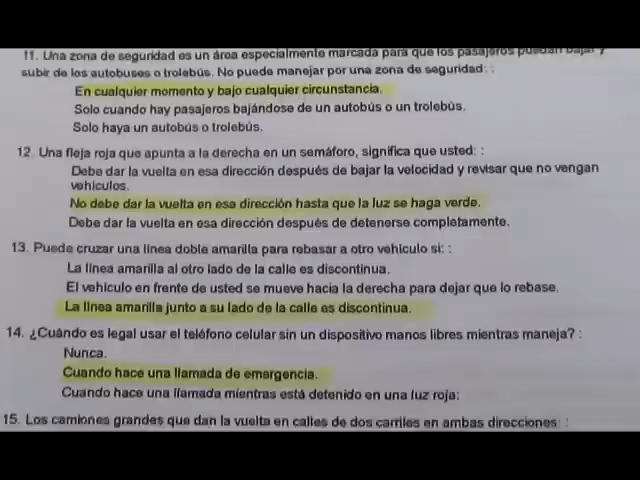 11. Una zona de seguridad es un área especialmente marcada para que los pasajeros puedan bajar y
subir de los autobuses o trolebús. No puede manejar por una zona de seguridad: :
En cualquier momento y bajo cualquier circunstancia.
Solo cuando hay pasajeros bajándose de un autobús o un trolebús.
Solo haya un autobús o trolebús.
12. Una fleja roja que apunta a la derecha en un semáforo, significa que usted: :
Debe dar la vuelta en esa dirección después de bajar la velocidad y revisar que no vengan
vehiculos.
No debe dar la vuelta en esa dirección hasta que la luz se haga verde.
Debe dar la vuelta en esa dirección después de detenerse completamente.
13. Puede cruzar una linea doble amarilla para rebasar a otro vehiculo si: :
La linea amarilla al otro lado de la calle es discontinua.
El vehiculo en frente de usted se mueve hacia la derecha para dejar que lo rebase.
La linea amarilla junto a su lado de la calle es discontinua.
14. ¿Cuándo es legal usar el teléfono celular sin un dispositivo manos libres mientras maneja? :
Nunca.
Cuando hace una llamada de emergencia.
Cuando hace una llamada mientras está detenido en una luz roja:
15. Los camiones grandes que dan la vuelta en calles de dos carriles en ambas direcciones: :